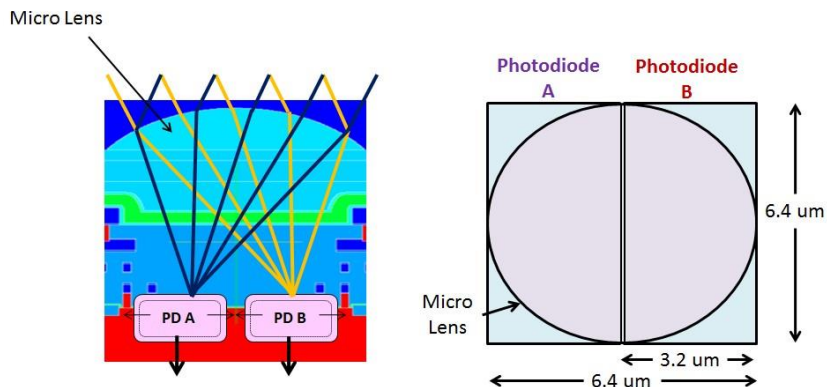 Micro Lens
PD A
PD B
Photodiode
A
Photodiode
B
6.4 um
Micro
Lens
3.2 um
6.4 um